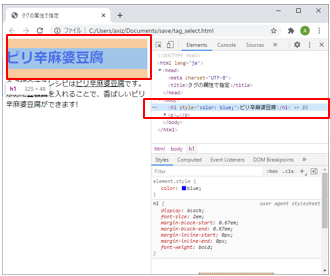 タグの属性で指定
ファイル | C:/Users/axiz/Documents/save/tag_select.html
ピリ辛麻婆豆腐
h1 325 × 48
レシピはピリ辛麻婆豆腐です。
を入れることで、香ばしいピリ
辛麻婆豆腐ができます!
Elements Console Sources
<!DOCTYPE html>
<html lang="ja">
<head>
<meta charset="UTF-8">
<title>タグの属性で指定</title>
</head>
<body>
<h1 style="color: blue;">ピリ辛麻婆豆腐</h1> == $0
<p>…</p>
</body>
</html>
html body h1
Styles Computed Event Listeners DOM Breakpoints
Filter :hov .cls +
element.style {
color: blue;
}
h1 { user agent stylesheet
display: block;
font-size: 2em;
margin-block-start: 0.67em;
margin-block-end: 0.67em;
margin-inline-start: 0px;
margin-inline-end: 0px;
font-weight: bold;
}